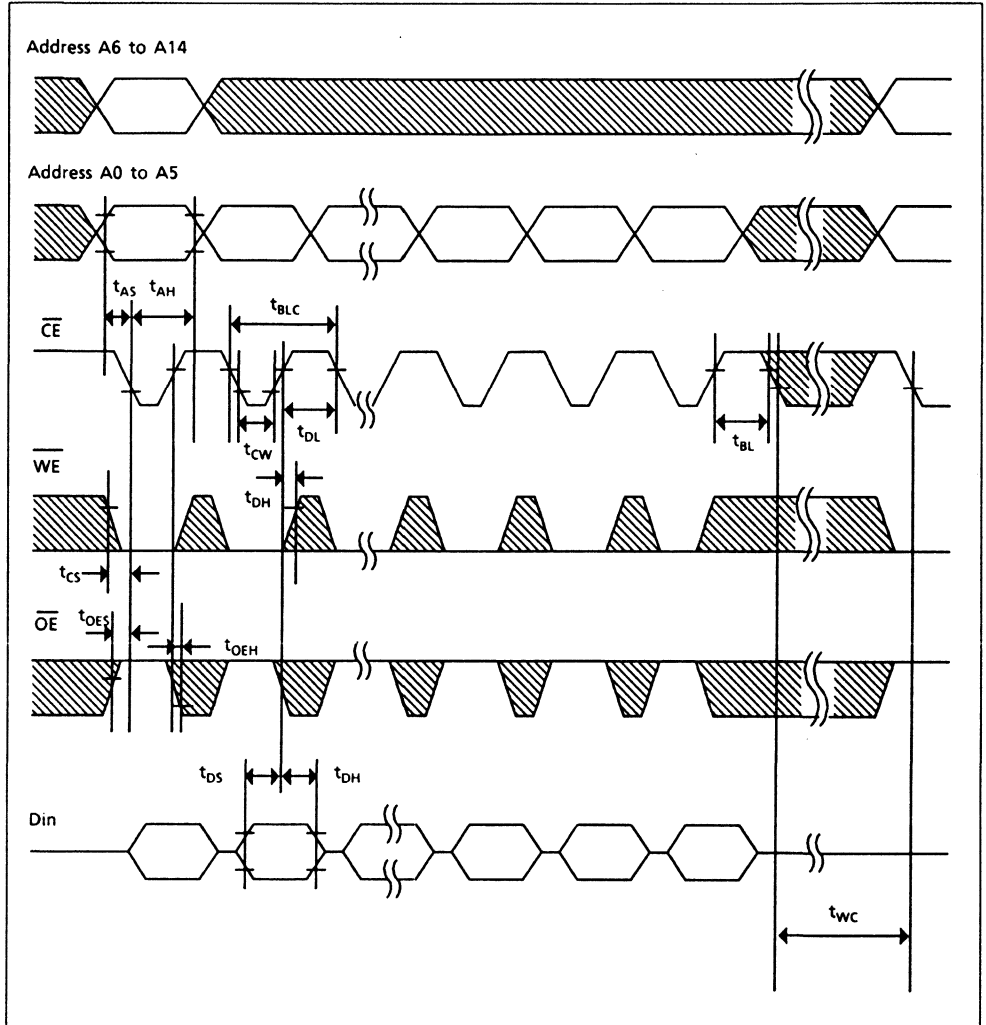 Address A6 to A14
Address A0 to A5
tAS tAH
tBLC
CE
tDL
tCW
tBL
WE
tDH
tCS
OE
tOES
tOEH
tDS
tDH
Din
tWC